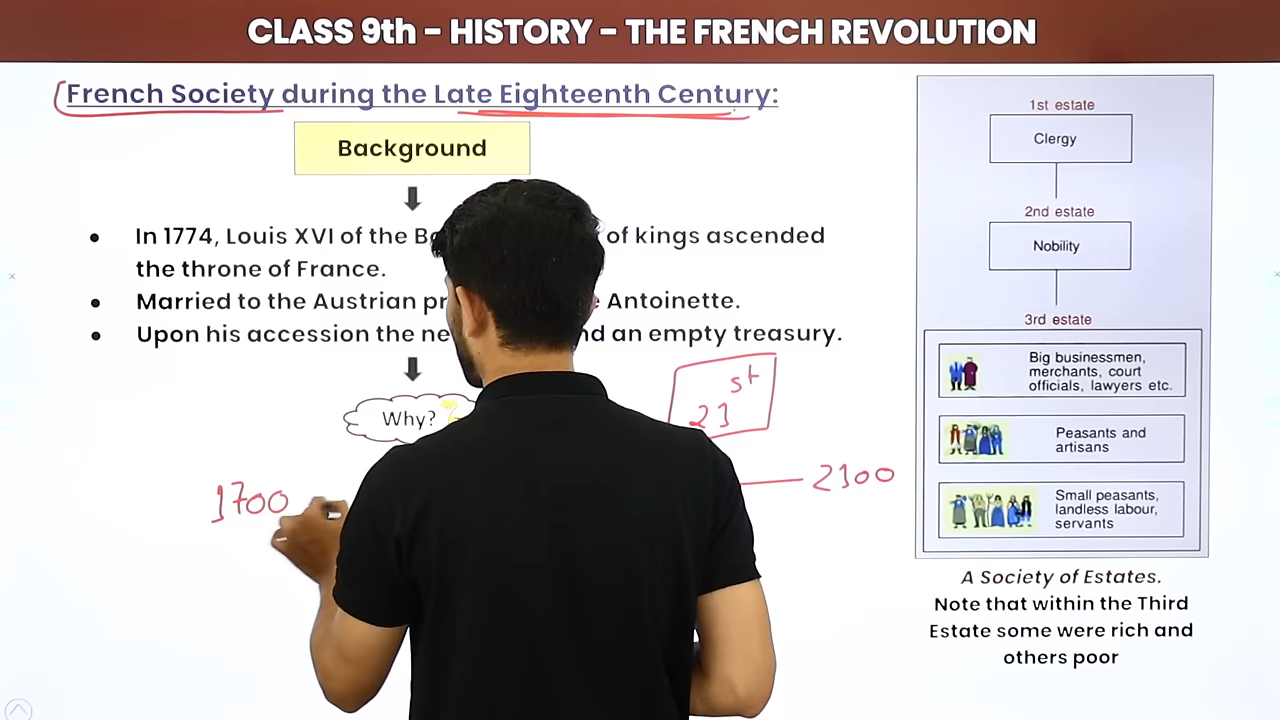 CLASS 9th – HISTORY – THE FRENCH REVOLUTION
French Society during the Late Eighteenth Century:
Background
In 1774, Louis XVI of the of kings ascended
the throne of France.
Married to the Austrian Antoinette.
Upon his accession the an empty treasury.
Why?
21st
1700
2100
1st estate
Clergy
2nd estate
Nobility
3rd estate
Big businessmen,
merchants, court
officials, lawyers etc.
Peasants and
artisans
Small peasants,
landless labour,
servants
A Society of Estates.
Note that within the Third
Estate some were rich and
others poor